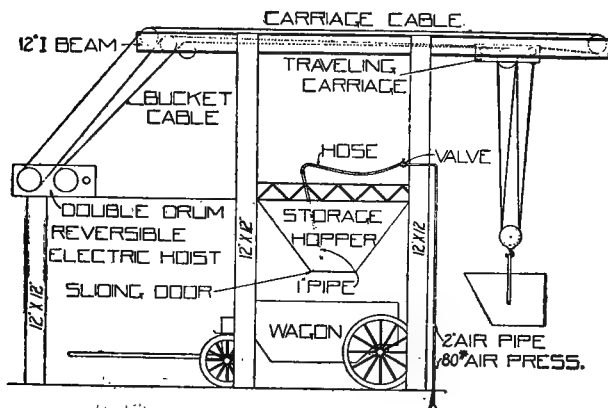 CARRIAGE CABLE
12" I BEAM
TRAVELING
CARRIAGE
BUCKET
CABLE
HOSE
VALVE
DOUBLE DRUM
REVERSIBLE
ELECTRIC HOIST
STORAGE
HOPPER
12"X12"
12"X12"
12"X12"
SLIDING DOOR
1" PIPE
WAGON
2" AIR PIPE
80# AIR PRESS.